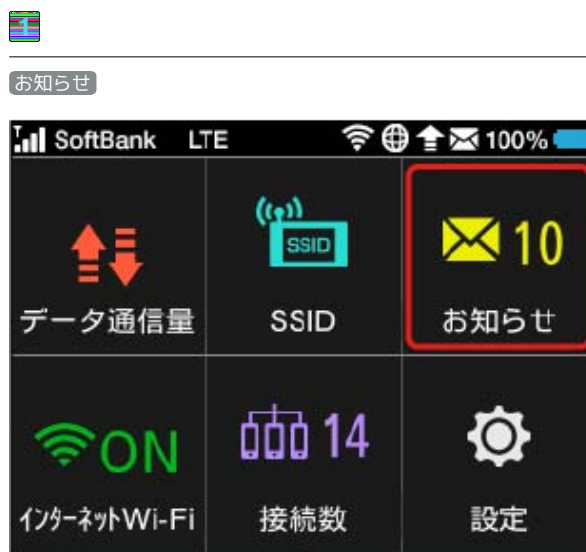 1
お知らせ
SoftBank LTE 100%
SSID
10
データ通信量 SSID お知らせ
ON 14
インターネットWi-Fi 接続数 設定